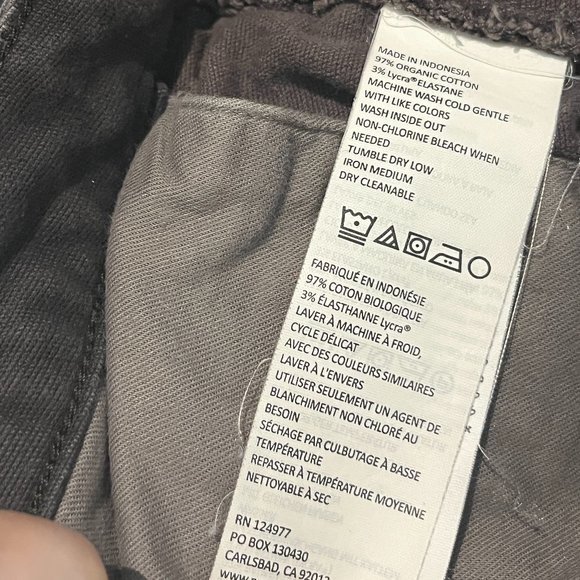 MADE IN INDONESIA
97% ORGANIC COTTON
3% Lycra® ELASTANE
MACHINE WASH COLD GENTLE
WITH LIKE COLORS
WASH INSIDE OUT
NON-CHLORINE BLEACH WHEN
NEEDED
TUMBLE DRY LOW
IRON MEDIUM
DRY CLEANABLE
FABRIQUÉ EN INDONÉSIE
97% COTON BIOLOGIQUE
3% ÉLASTHANNE Lycra®
LAVER À MACHINE À FROID,
CYCLE DÉLICAT
AVEC DES COULEURS SIMILAIRES
LAVER À L'ENVERS
UTILISER SEULEMENT UN AGENT DE
BLANCHIMENT NON CHLORÉ AU
BESOIN
SÉCHAGE PAR CULBUTAGE À BASSE
TEMPÉRATURE
REPASSER À TEMPÉRATURE MOYENNE
NETTOYABLE À SEC
RN 124977
PO BOX 130430
CARLSBAD, CA 92013